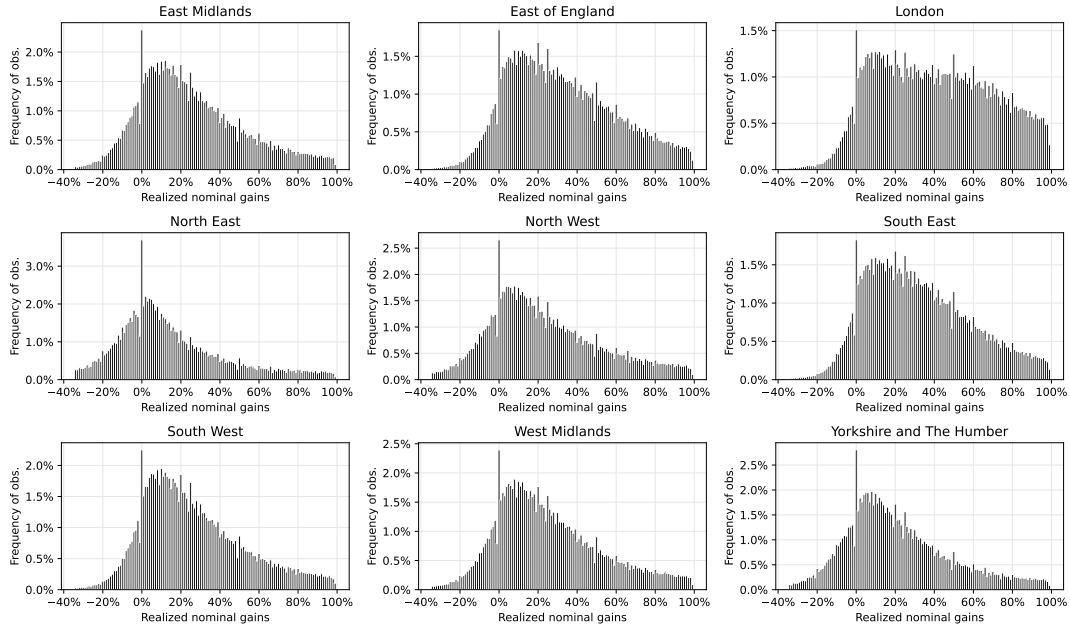 East Midlands
Frequency of obs.
2.0%
1.5%
1.0%
0.5%
0.0%
−40% −20% 0% 20% 40% 60% 80% 100%
Realized nominal gains
East of England
Frequency of obs.
1.5%
1.0%
0.5%
0.0%
−40% −20% 0% 20% 40% 60% 80% 100%
Realized nominal gains
London
Frequency of obs.
1.5%
1.0%
0.5%
0.0%
−40% −20% 0% 20% 40% 60% 80% 100%
Realized nominal gains
North East
Frequency of obs.
3.0%
2.0%
1.0%
0.0%
−40% −20% 0% 20% 40% 60% 80% 100%
Realized nominal gains
North West
Frequency of obs.
2.5%
2.0%
1.5%
1.0%
0.5%
0.0%
−40% −20% 0% 20% 40% 60% 80% 100%
Realized nominal gains
South East
Frequency of obs.
1.5%
1.0%
0.5%
0.0%
−40% −20% 0% 20% 40% 60% 80% 100%
Realized nominal gains
South West
Frequency of obs.
2.0%
1.5%
1.0%
0.5%
0.0%
−40% −20% 0% 20% 40% 60% 80% 100%
Realized nominal gains
West Midlands
Frequency of obs.
2.5%
2.0%
1.5%
1.0%
0.5%
0.0%
−40% −20% 0% 20% 40% 60% 80% 100%
Realized nominal gains
Yorkshire and The Humber
Frequency of obs.
2.5%
2.0%
1.5%
1.0%
0.5%
0.0%
−40% −20% 0% 20% 40% 60% 80% 100%
Realized nominal gains